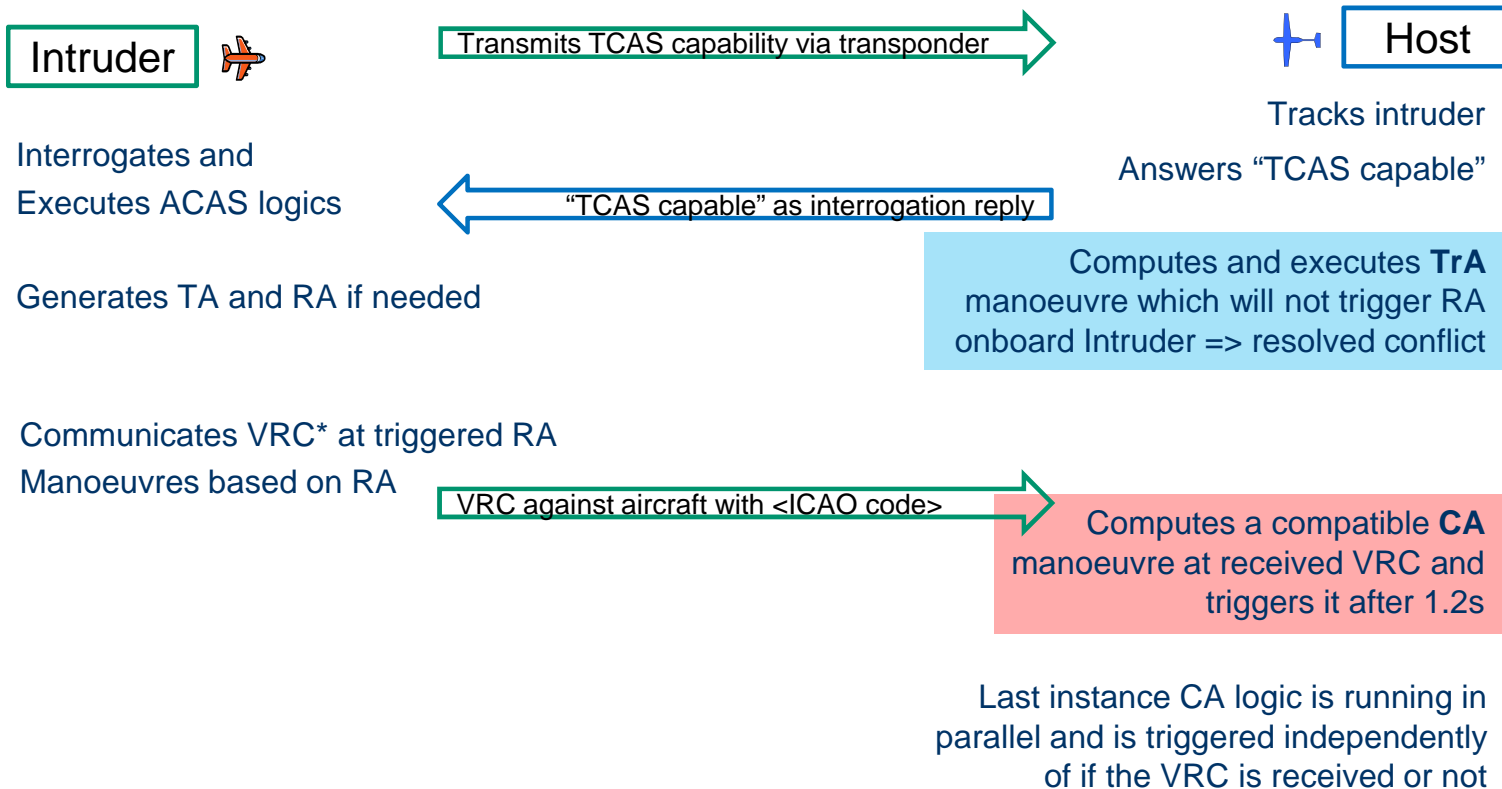 Intruder
Transmits TCAS capability via transponder
Host
Tracks intruder
Answers “TCAS capable”
Interrogates and
Executes ACAS logics
“TCAS capable” as interrogation reply
Generates TA and RA if needed
Computes and executes TrA
manoeuvre which will not trigger RA
onboard Intruder => resolved conflict
Communicates VRC* at triggered RA
Manoeuvres based on RA
VRC against aircraft with <ICAO code>
Computes a compatible CA
manoeuvre at received VRC and
triggers it after 1.2s
Last instance CA logic is running in
parallel and is triggered independently
of if the VRC is received or not